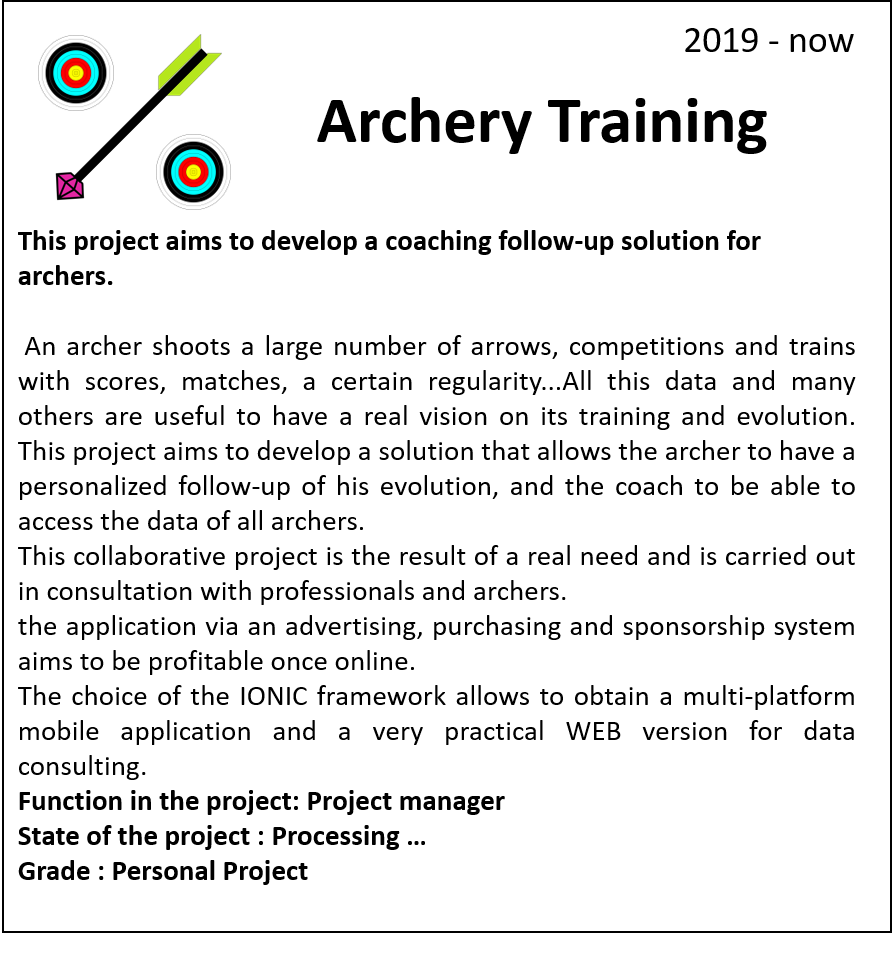 2019 - now
Archery Training
This project aims to develop a coaching follow-up solution for
archers.
An archer shoots a large number of arrows, competitions and trains
with scores, matches, a certain regularity...All this data and many
others are useful to have a real vision on its training and evolution.
This project aims to develop a solution that allows the archer to have a
personalized follow-up of his evolution, and the coach to be able to
access the data of all archers.
This collaborative project is the result of a real need and is carried out
in consultation with professionals and archers.
the application via an advertising, purchasing and sponsorship system
aims to be profitable once online.
The choice of the IONIC framework allows to obtain a multi-platform
mobile application and a very practical WEB version for data
consulting.
Function in the project: Project manager
State of the project : Processing ...
Grade : Personal Project